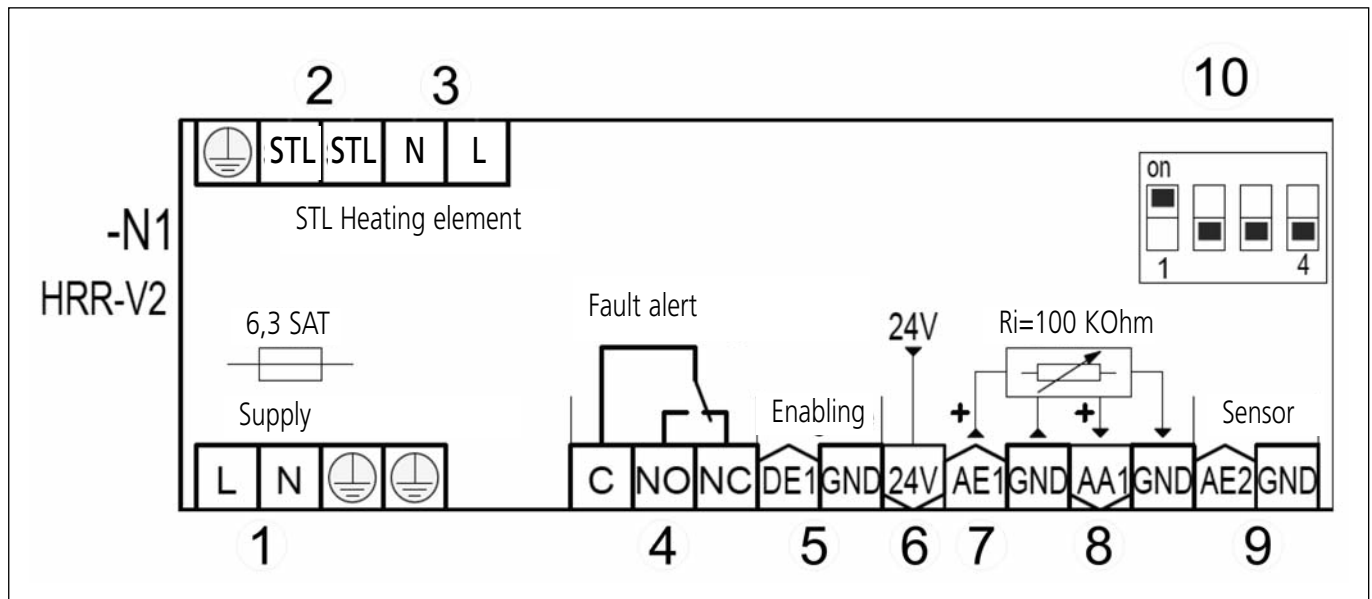 2 3 10
STL STL N L
on
STL Heating element
1 4
-N1
HRR-V2
6,3 SAT
Fault alert
24V
Ri=100 KOhm
Supply
Enabling
+ +
Sensor
L N C NO NC DE1 GND 24V AE1 GND AA1 GND AE2 GND
1 4 5 6 7 8 9